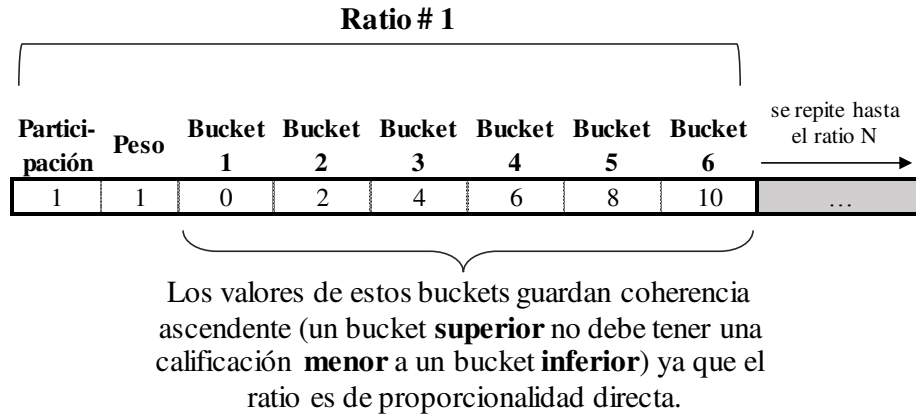 Ratio # 1
se repite hasta
el ratio N
Partici- Peso Bucket Bucket Bucket Bucket Bucket Bucket
pación 1 2 3 4 5 6
1 1 0 2 4 6 8 10 …
Los valores de estos buckets guardan coherencia
ascendente (un bucket superior no debe tener una
calificación menor a un bucket inferior) ya que el
ratio es de proporcionalidad directa.